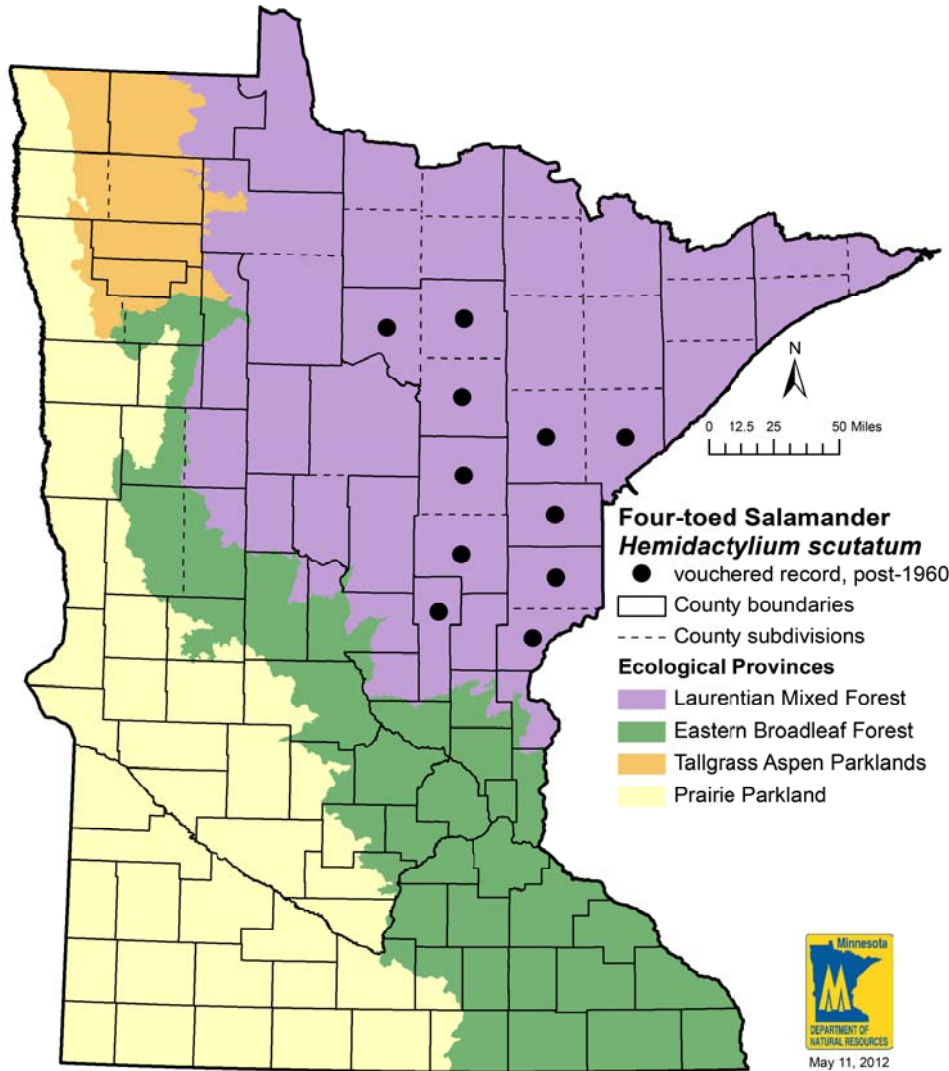 N
0 12.5 25 50 Miles
Four-toed Salamander
Hemidactylium scutatum
vouchered record, post-1960
County boundaries
County subdivisions
Ecological Provinces
Laurentian Mixed Forest
Eastern Broadleaf Forest
Tallgrass Aspen Parklands
Prairie Parkland
Minnesota
DEPARTMENT OF
NATURAL RESOURCES
May 11, 2012